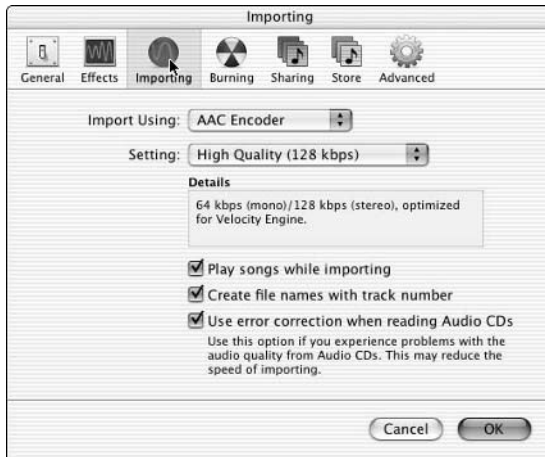 Importing
General Effects Importing Burning Sharing Store Advanced
Import Using: AAC Encoder
Setting: High Quality (128 kbps)
Details
64 kbps (mono)/128 kbps (stereo), optimized
for Velocity Engine.
Play songs while importing
Create file names with track number
Use error correction when reading Audio CDs
Use this option if you experience problems with the
audio quality from Audio CDs. This may reduce the
speed of importing.
Cancel OK